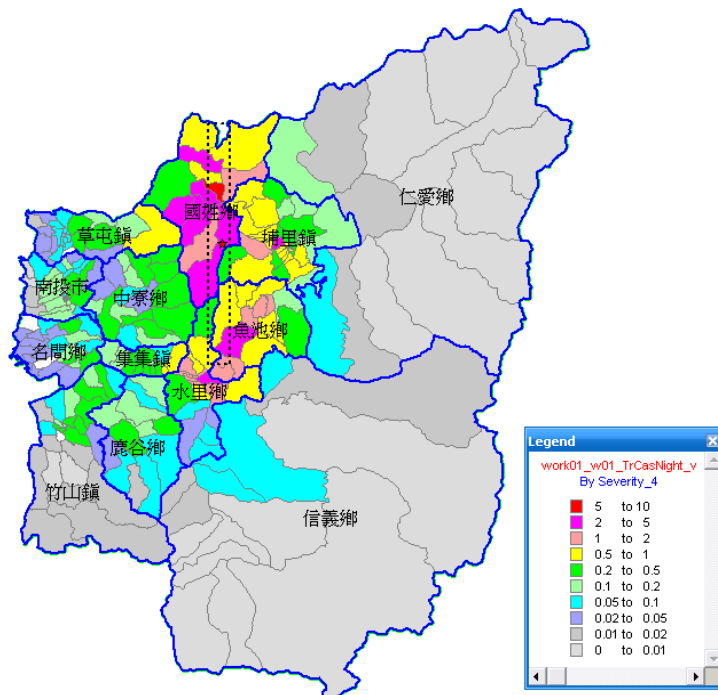 仁愛鄉
國姓鄉
草屯鎮
埔里鎮
南投市
中寮鄉
名間鄉
魚池鄉
集集鎮
水里鄉
鹿谷鄉
竹山鎮
信義鄉
Legend
work01_w01_TrCasNight_v
By Severity_4
5 to 10
2 to 5
1 to 2
0.5 to 1
0.2 to 0.5
0.1 to 0.2
0.05 to 0.1
0.02 to 0.05
0.01 to 0.02
0 to 0.01